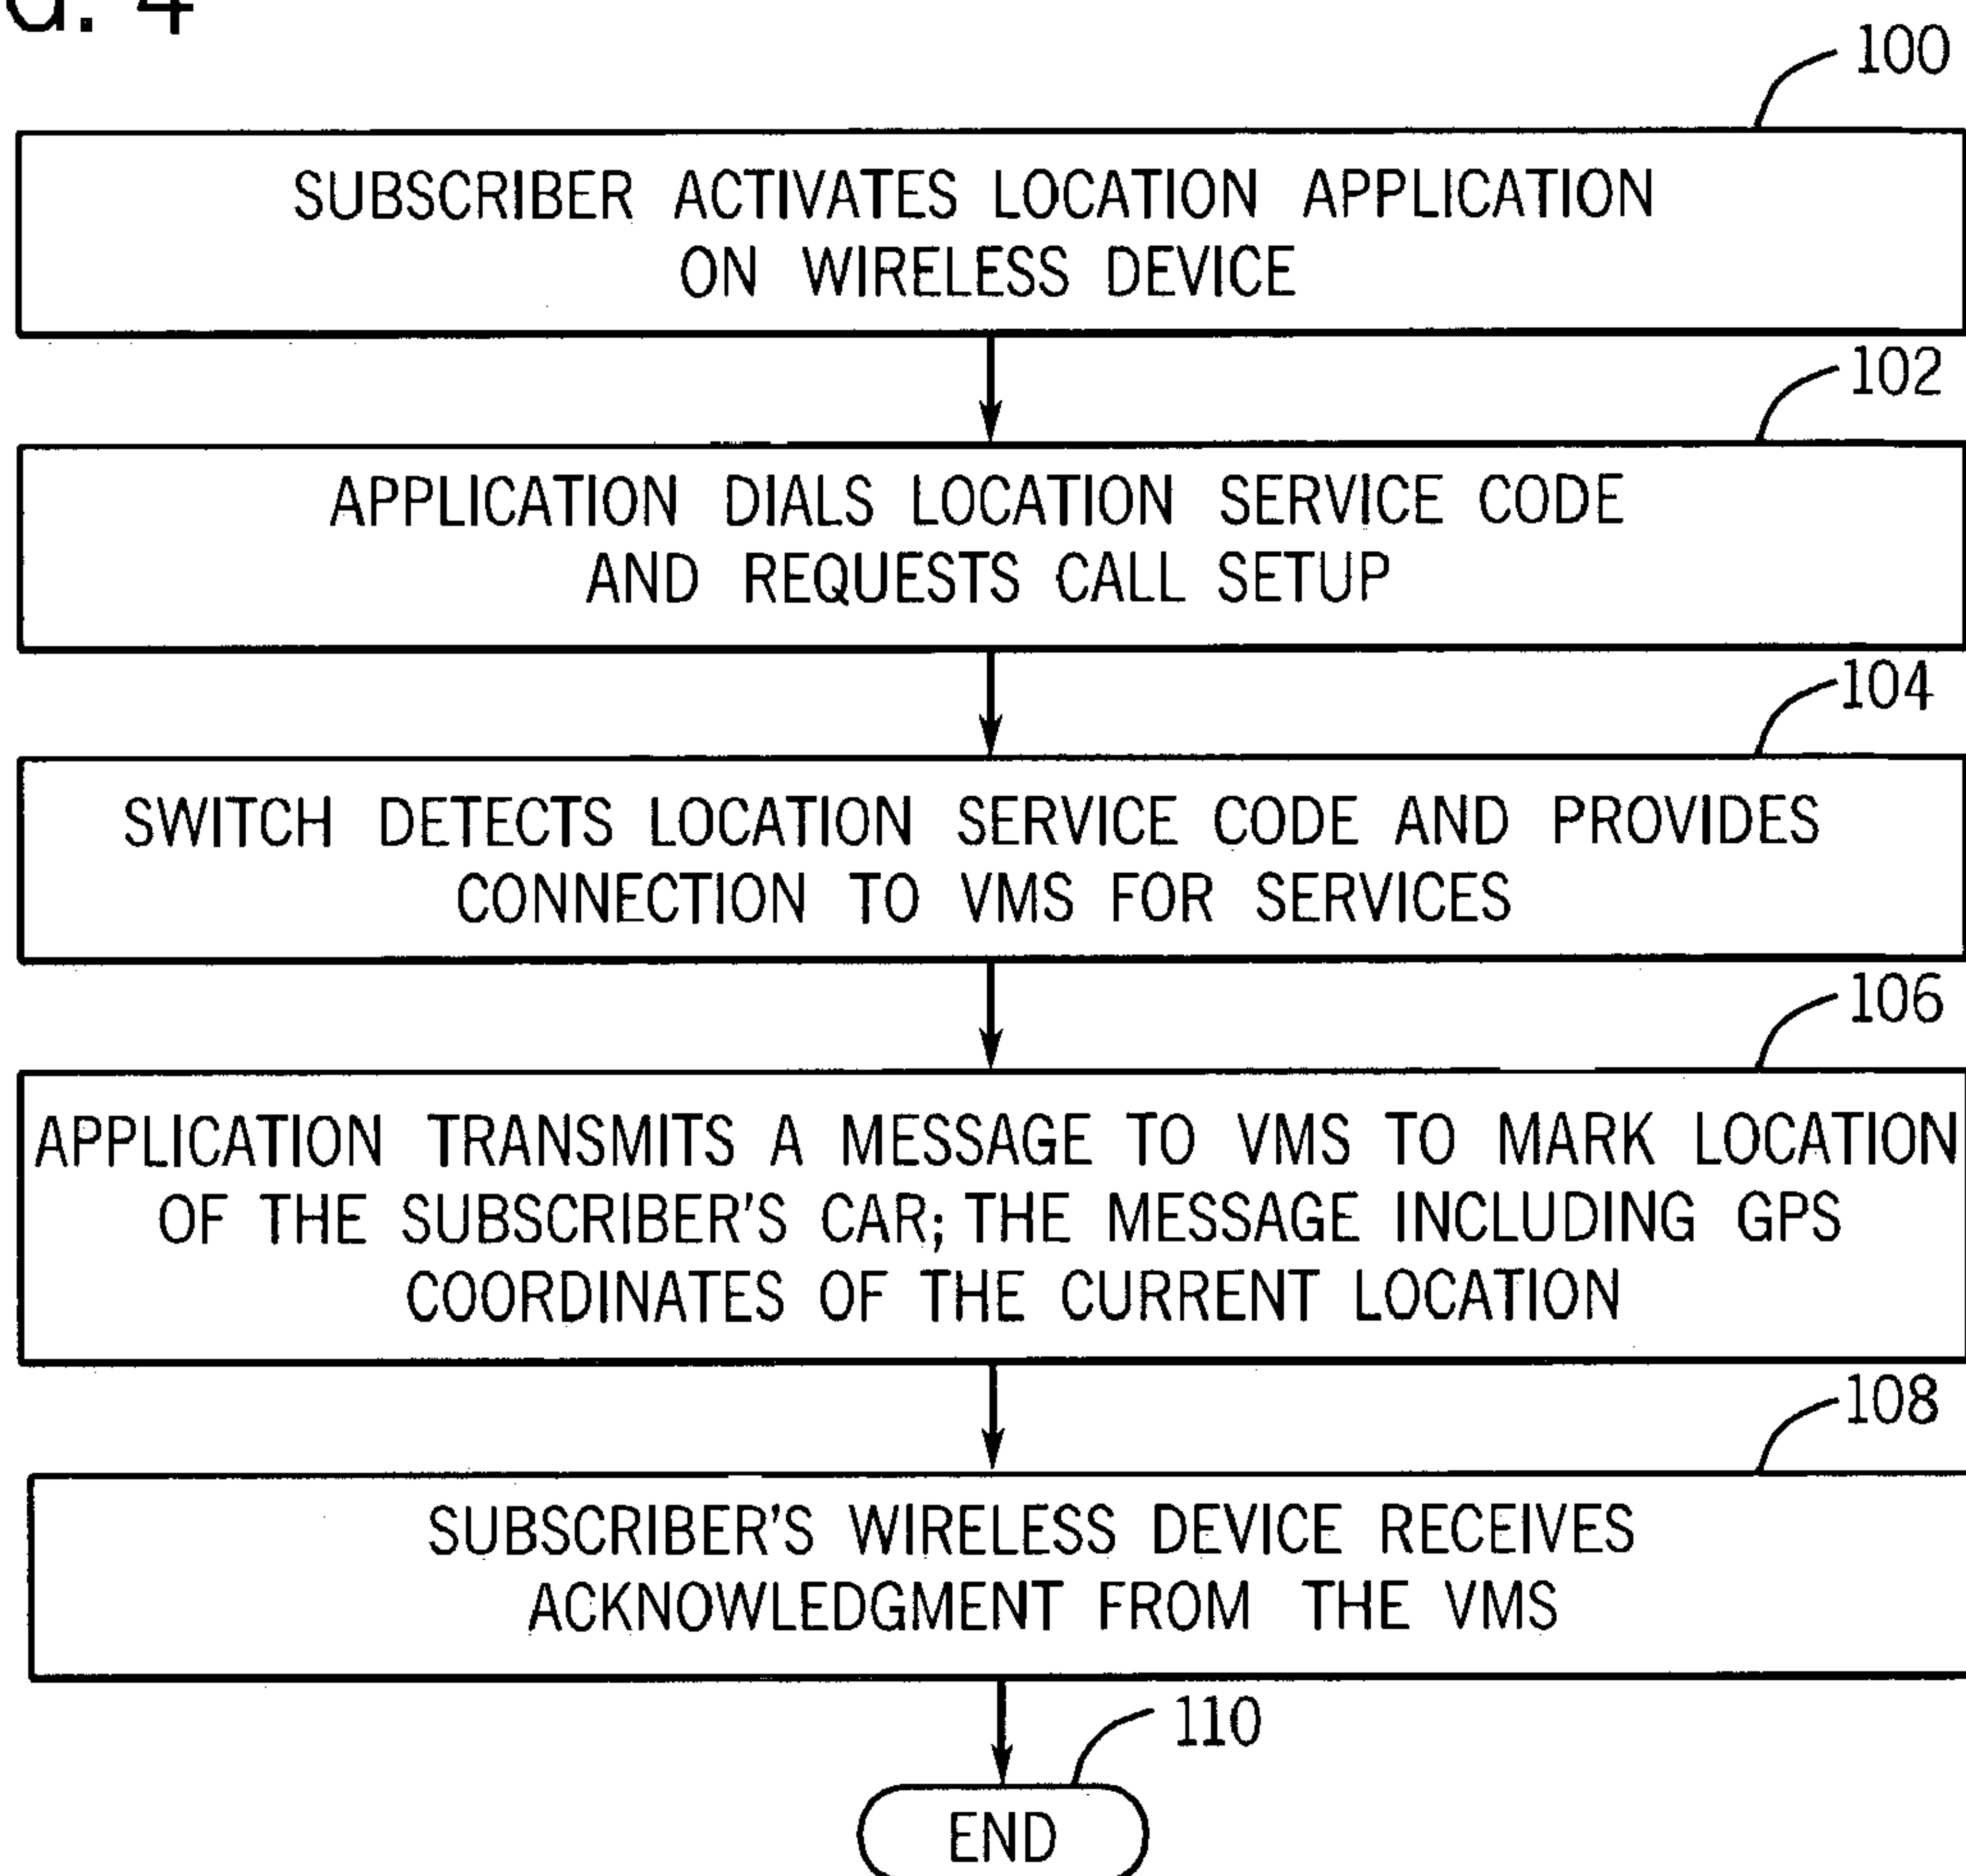 4
100
SUBSCRIBER ACTIVATES LOCATION APPLICATION
ON WIRELESS DEVICE
102
APPLICATION DIALS LOCATION SERVICE CODE
AND REQUESTS CALL SETUP
104
SWITCH DETECTS LOCATION SERVICE CODE AND PROVIDES
CONNECTION TO VMS FOR SERVICES
106
APPLICATION TRANSMITS A MESSAGE TO VMS TO MARK LOCATION
OF THE SUBSCRIBER'S CAR; THE MESSAGE INCLUDING GPS
COORDINATES OF THE CURRENT LOCATION
108
SUBSCRIBER'S WIRELESS DEVICE RECEIVES
ACKNOWLEDGMENT FROM THE VMS
110
END